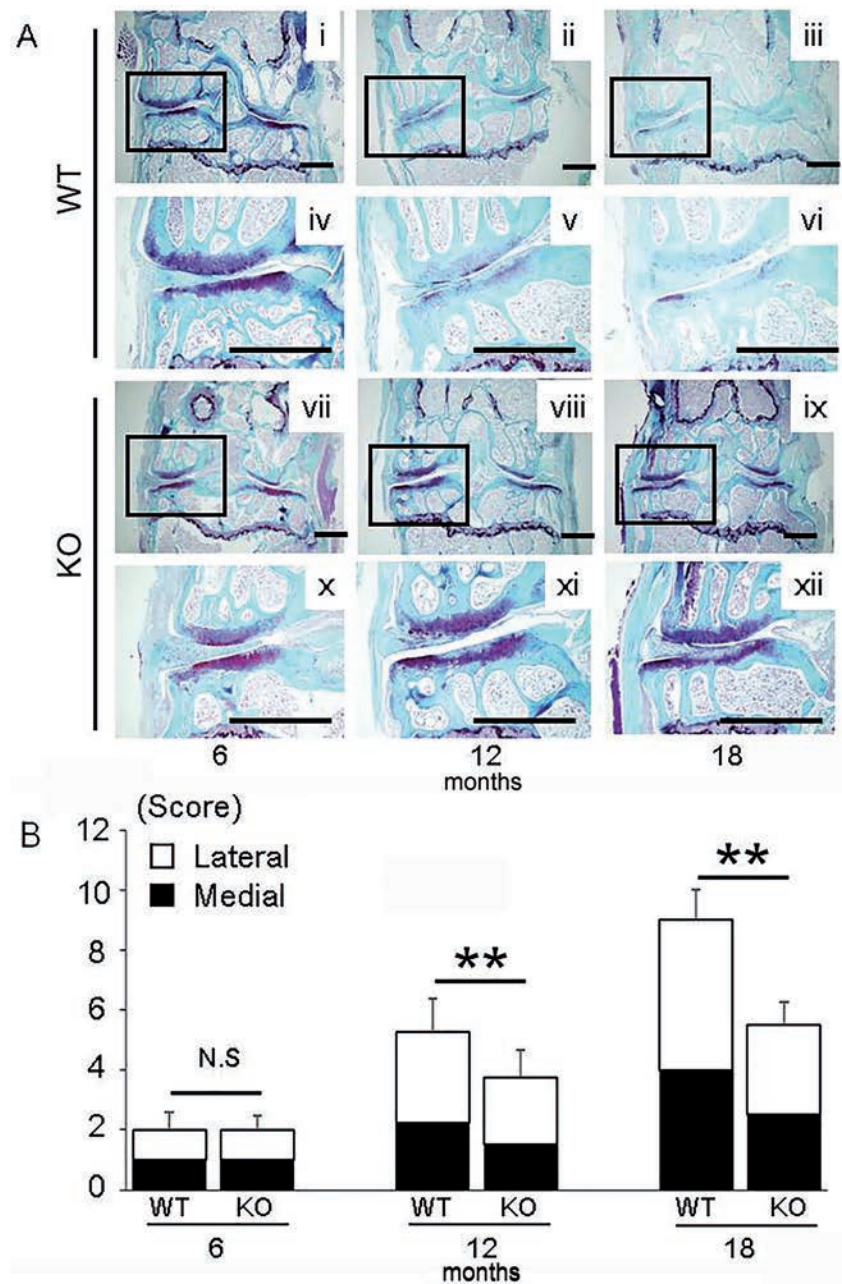 A
i ii iii
WT
iv v vi
vii viii ix
KO
x xi xii
6 12 18
months
B
(Score)
12
10
8
6
4
2
0
Lateral
Medial
N.S
**
**
WT KO WT KO WT KO
6 12 18
months